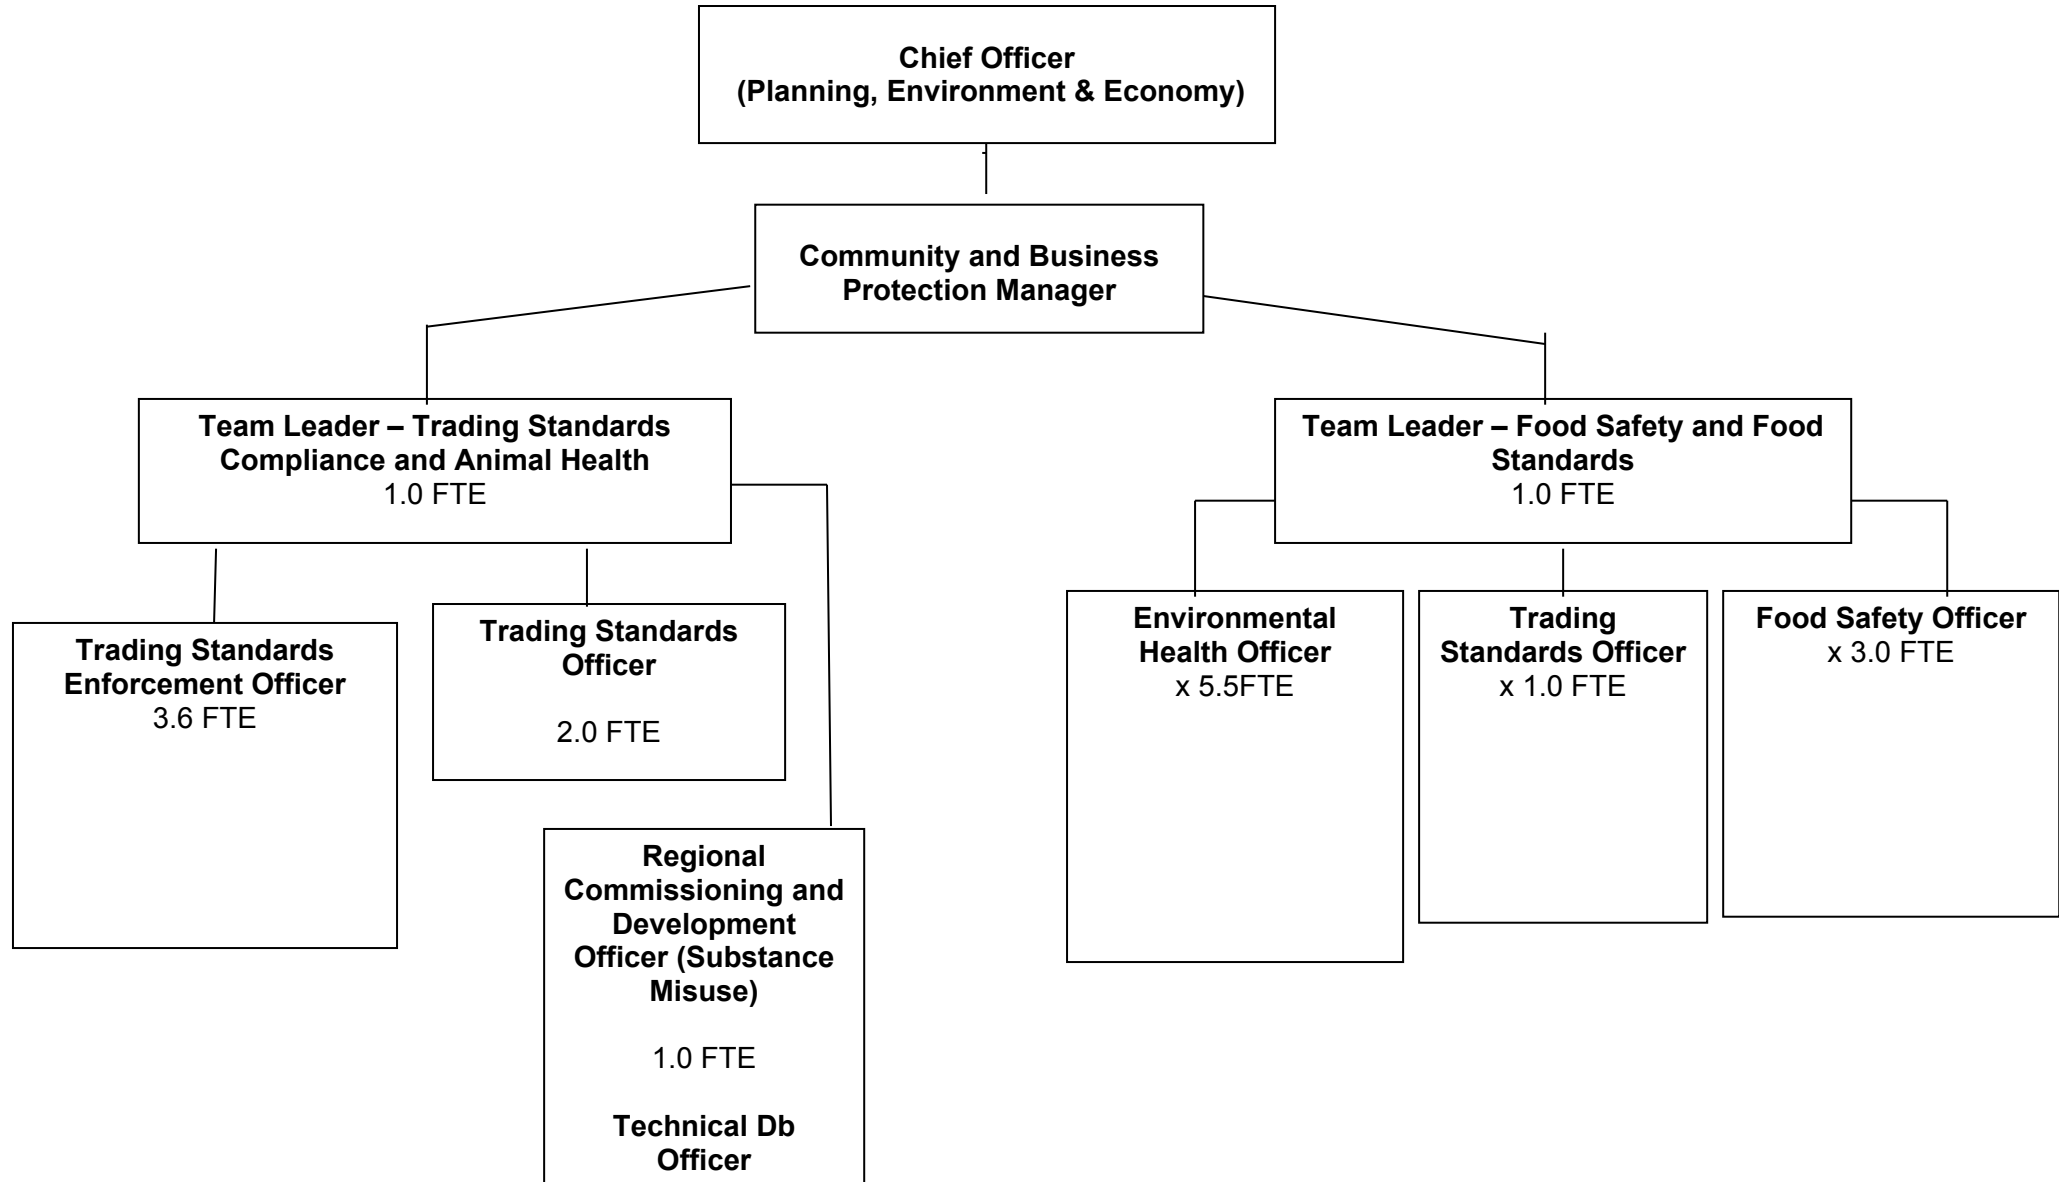 Chief Officer
(Planning, Environment & Economy)
Community and Business
Protection Manager
Team Leader – Trading Standards
Compliance and Animal Health
1.0 FTE
Team Leader – Food Safety and Food
Standards
1.0 FTE
Trading Standards
Enforcement Officer
3.6 FTE
Trading Standards
Officer
2.0 FTE
Regional
Commissioning and
Development
Officer (Substance
Misuse)
1.0 FTE
Technical Db
Officer
Environmental
Health Officer
x 5.5FTE
Trading
Standards Officer
x 1.0 FTE
Food Safety Officer
x 3.0 FTE